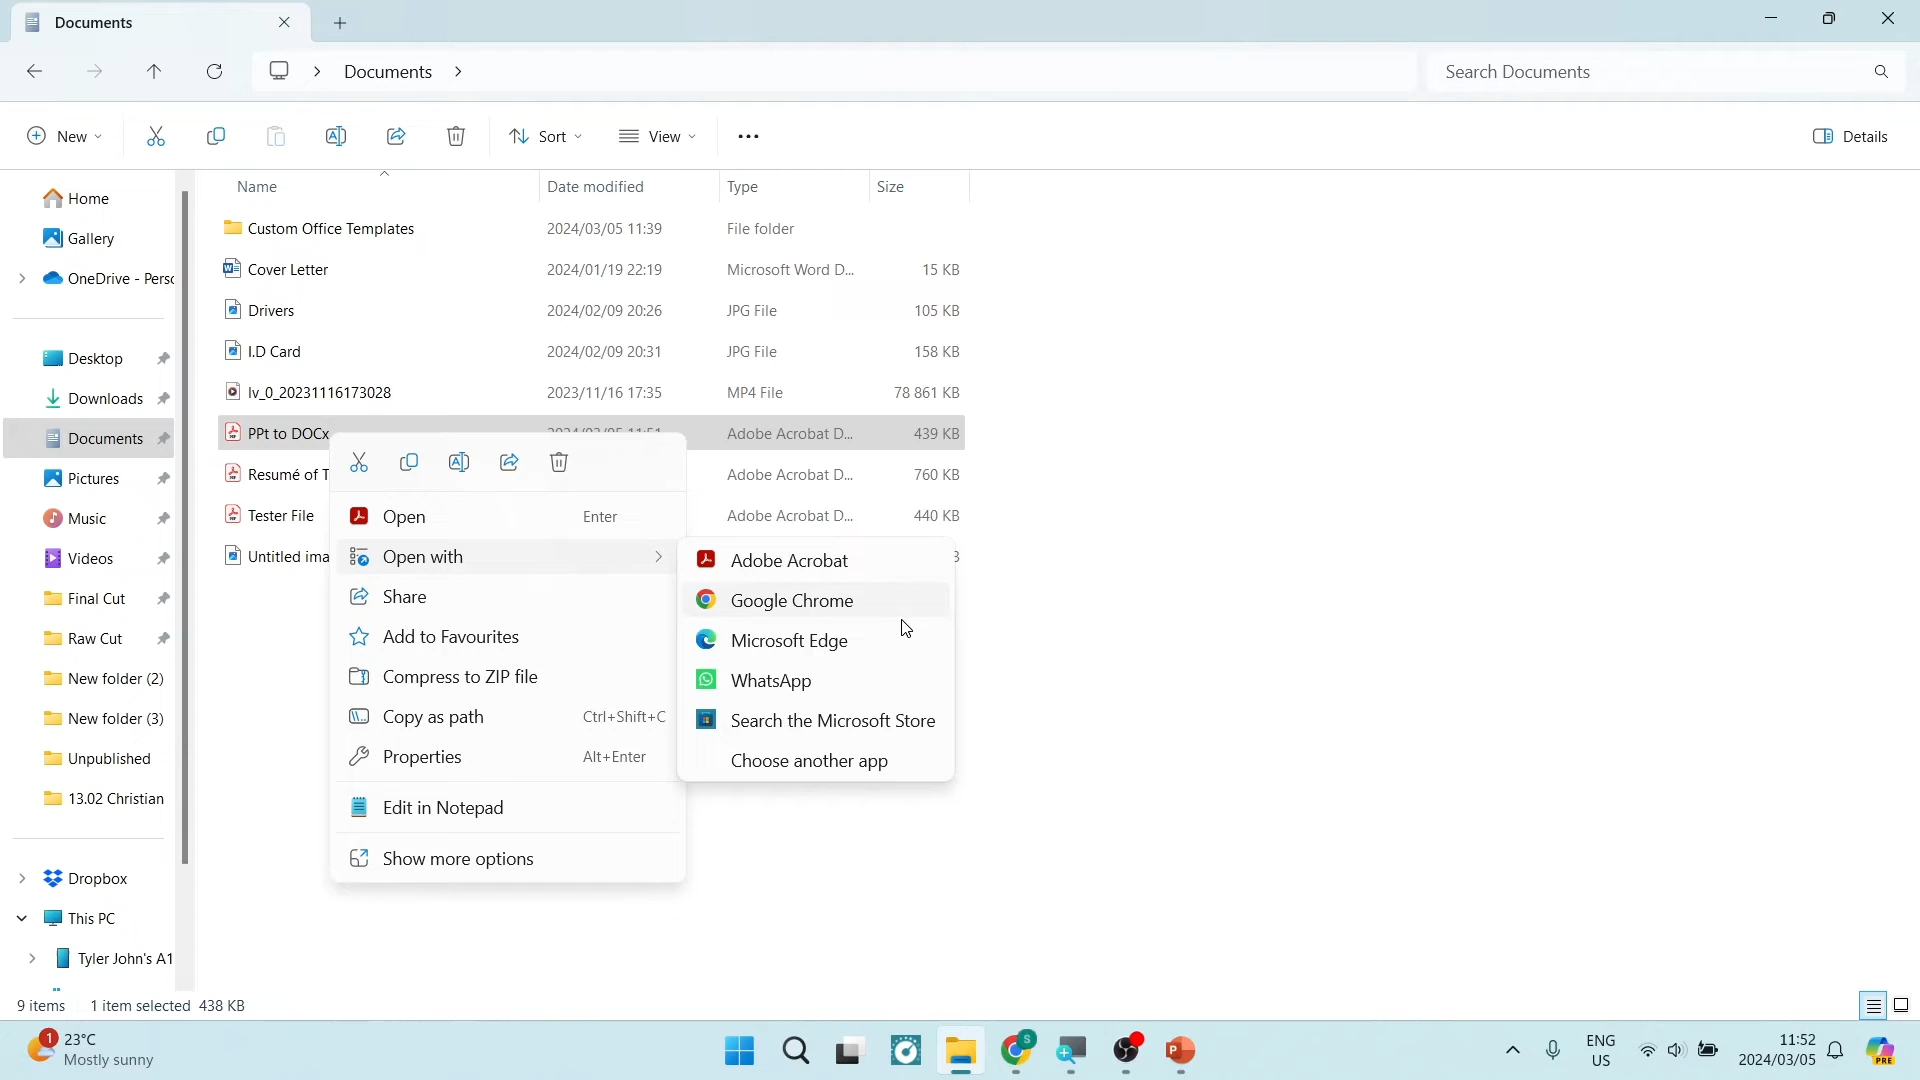 Documents
Documents
Search Documents
New
Sort
View
Details
Name
Date modified
Type
Size
Home
Gallery
OneDrive - Perso
Desktop
Downloads
Documents
Pictures
Music
Videos
Final Cut
Raw Cut
New folder (2)
New folder (3)
Unpublished
13.02 Christian
Dropbox
This PC
Tyler John's A1
Custom Office Templates 2024/03/05 11:39 File folder
Cover Letter 2024/01/19 22:19 Microsoft Word D... 15 KB
Drivers 2024/02/09 20:26 JPG File 105 KB
I.D Card 2024/02/09 20:31 JPG File 158 KB
lv_0_20231116173028 2023/11/16 17:35 MP4 File 78 861 KB
PPt to DOCx 2024/03/05 11:51 Adobe Acrobat D... 439 KB
Resumé of T Adobe Acrobat D... 760 KB
Tester File Adobe Acrobat D... 440 KB
Untitled ima
Open Enter
Open with
Share
Add to Favourites
Compress to ZIP file
Copy as path Ctrl+Shift+C
Properties Alt+Enter
Edit in Notepad
Show more options
Adobe Acrobat
Google Chrome
Microsoft Edge
WhatsApp
Search the Microsoft Store
Choose another app
9 items 1 item selected 438 KB
1
23°C
Mostly sunny
S
P
ENG
US
11:52
2024/03/05
PRE